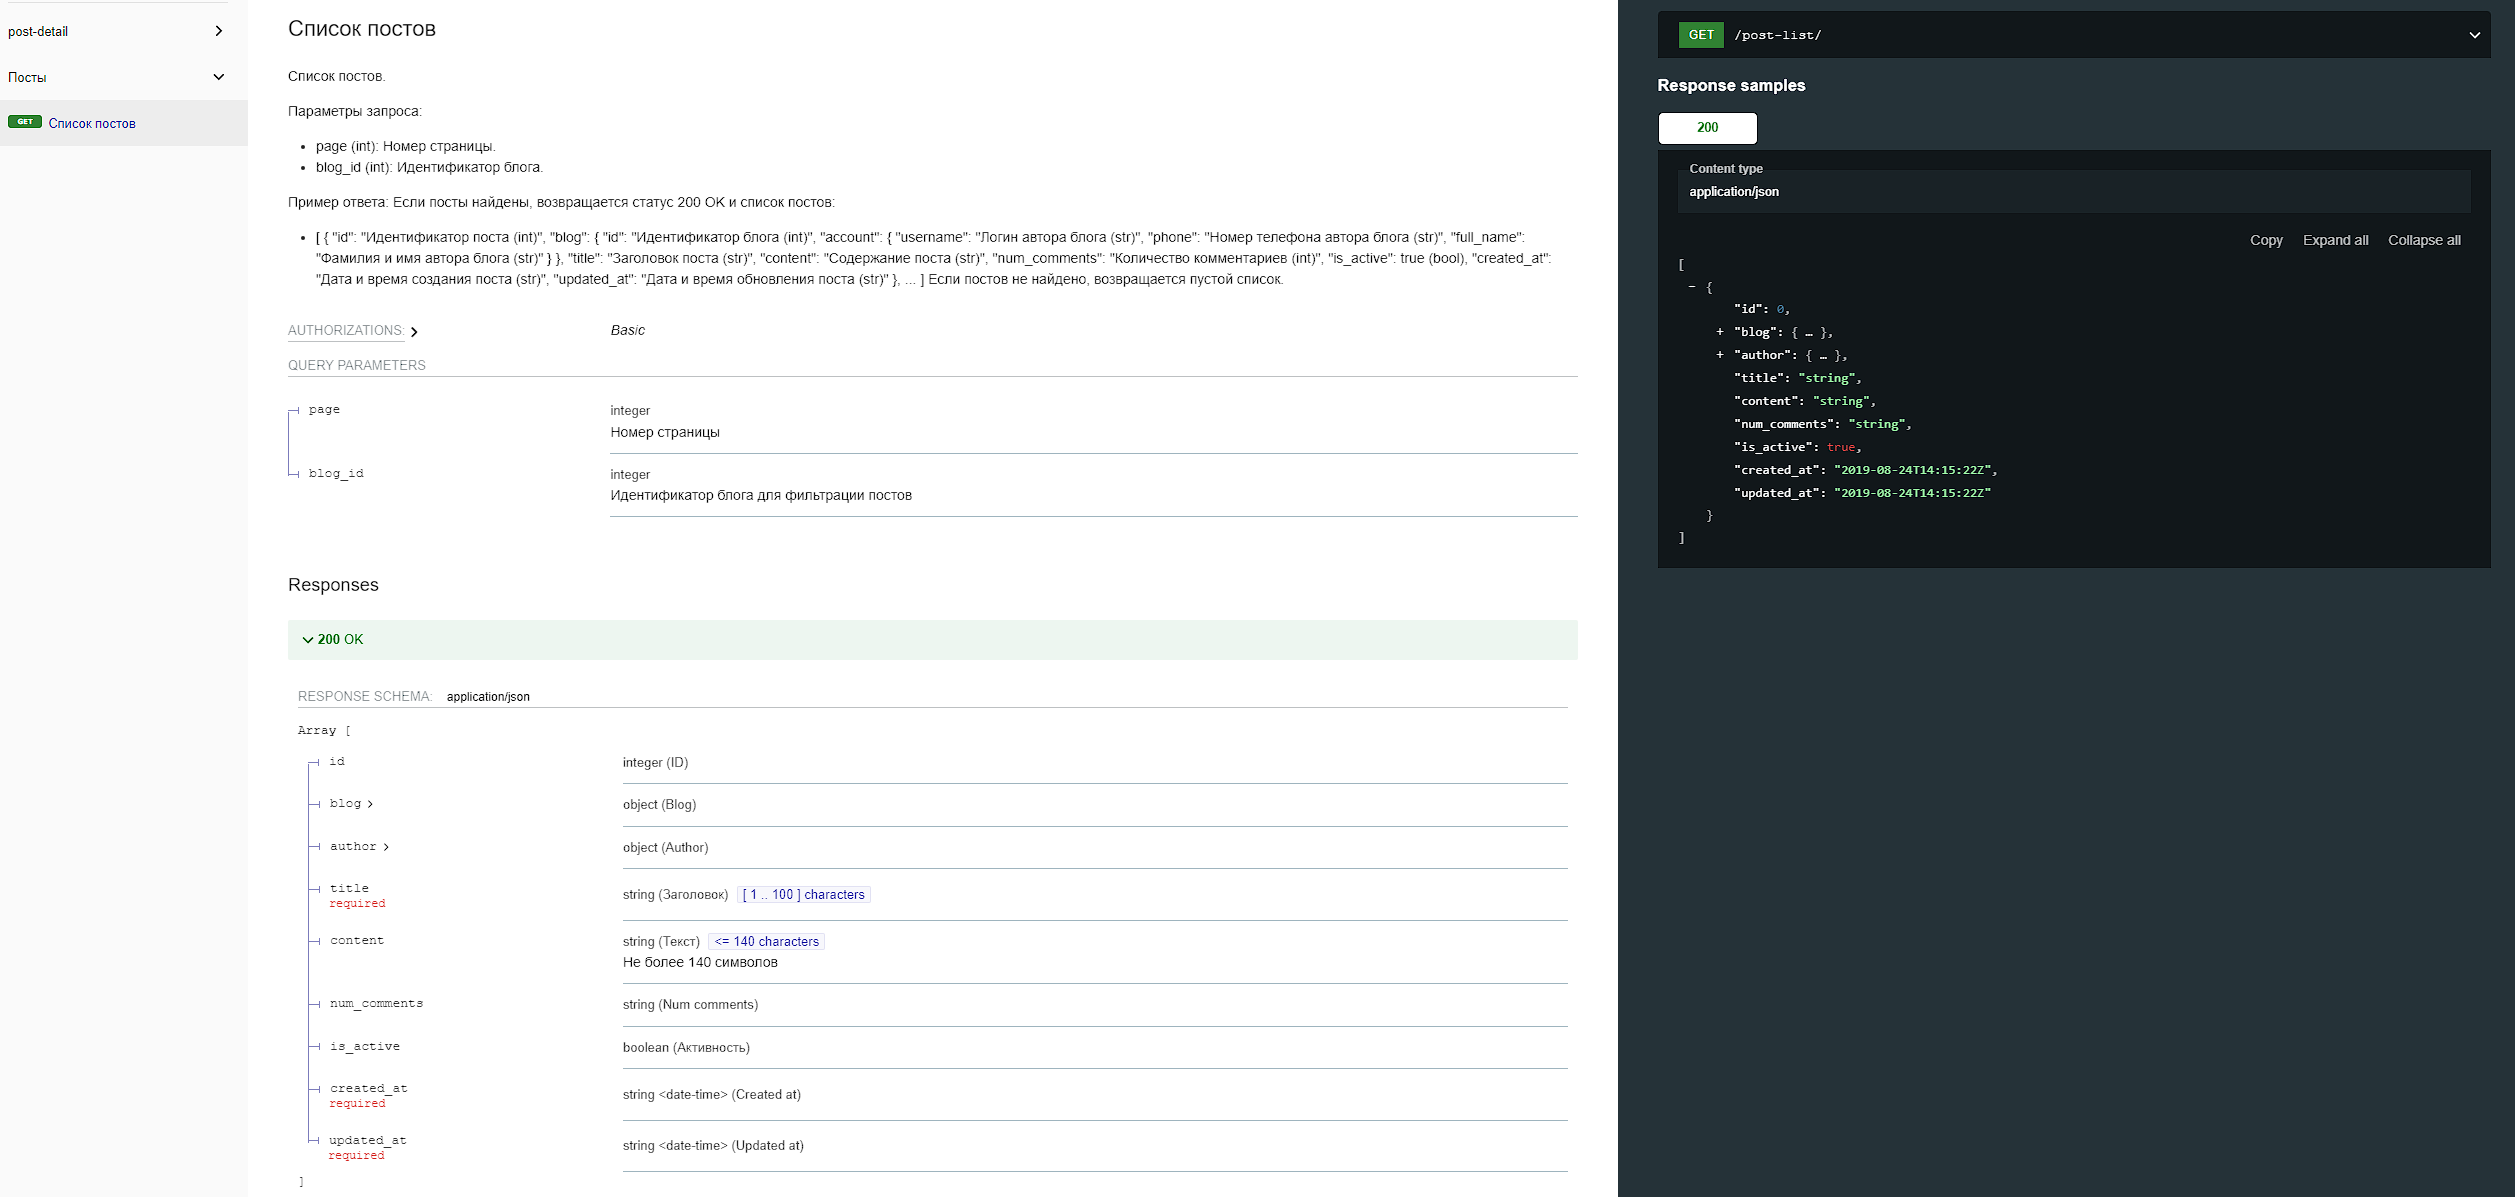 post-detail
Посты
GET Список постов
Список постов
Список постов.
Параметры запроса:
page (int): Номер страницы.
blog_id (int): Идентификатор блога.
Пример ответа: Если посты найдены, возвращается статус 200 OK и список постов:
[ { "id": "Идентификатор поста (int)", "blog": { "id": "Идентификатор блога (int)", "account": { "username": "Логин автора блога (str)", "phone": "Номер телефона автора блога (str)", "full_name":
"Фамилия и имя автора блога (str)" } }, "title": "Заголовок поста (str)", "content": "Содержание поста (str)", "num_comments": "Количество комментариев (int)", "is_active": true (bool), "created_at":
"Дата и время создания поста (str)", "updated_at": "Дата и время обновления поста (str)" }, ... ] Если постов не найдено, возвращается пустой список.
AUTHORIZATIONS: Basic
QUERY PARAMETERS
page integer
Номер страницы
blog_id integer
Идентификатор блога для фильтрации постов
Responses
200 OK
RESPONSE SCHEMA: application/json
Array [
id integer (ID)
blog object (Blog)
author object (Author)
title
required
string (Заголовок) [ 1 .. 100 ] characters
content string (Текст) <= 140 characters
Не более 140 символов
num_comments string (Num comments)
is_active boolean (Активность)
created_at
required
string <date-time> (Created at)
updated_at
required
string <date-time> (Updated at)
]
GET /post-list/
Response samples
200
Content type
application/json
Copy Expand all Collapse all
[
- {
"id": 0,
+ "blog": { … },
+ "author": { … },
"title": "string",
"content": "string",
"num_comments": "string",
"is_active": true,
"created_at": "2019-08-24T14:15:22Z",
"updated_at": "2019-08-24T14:15:22Z"
}
]